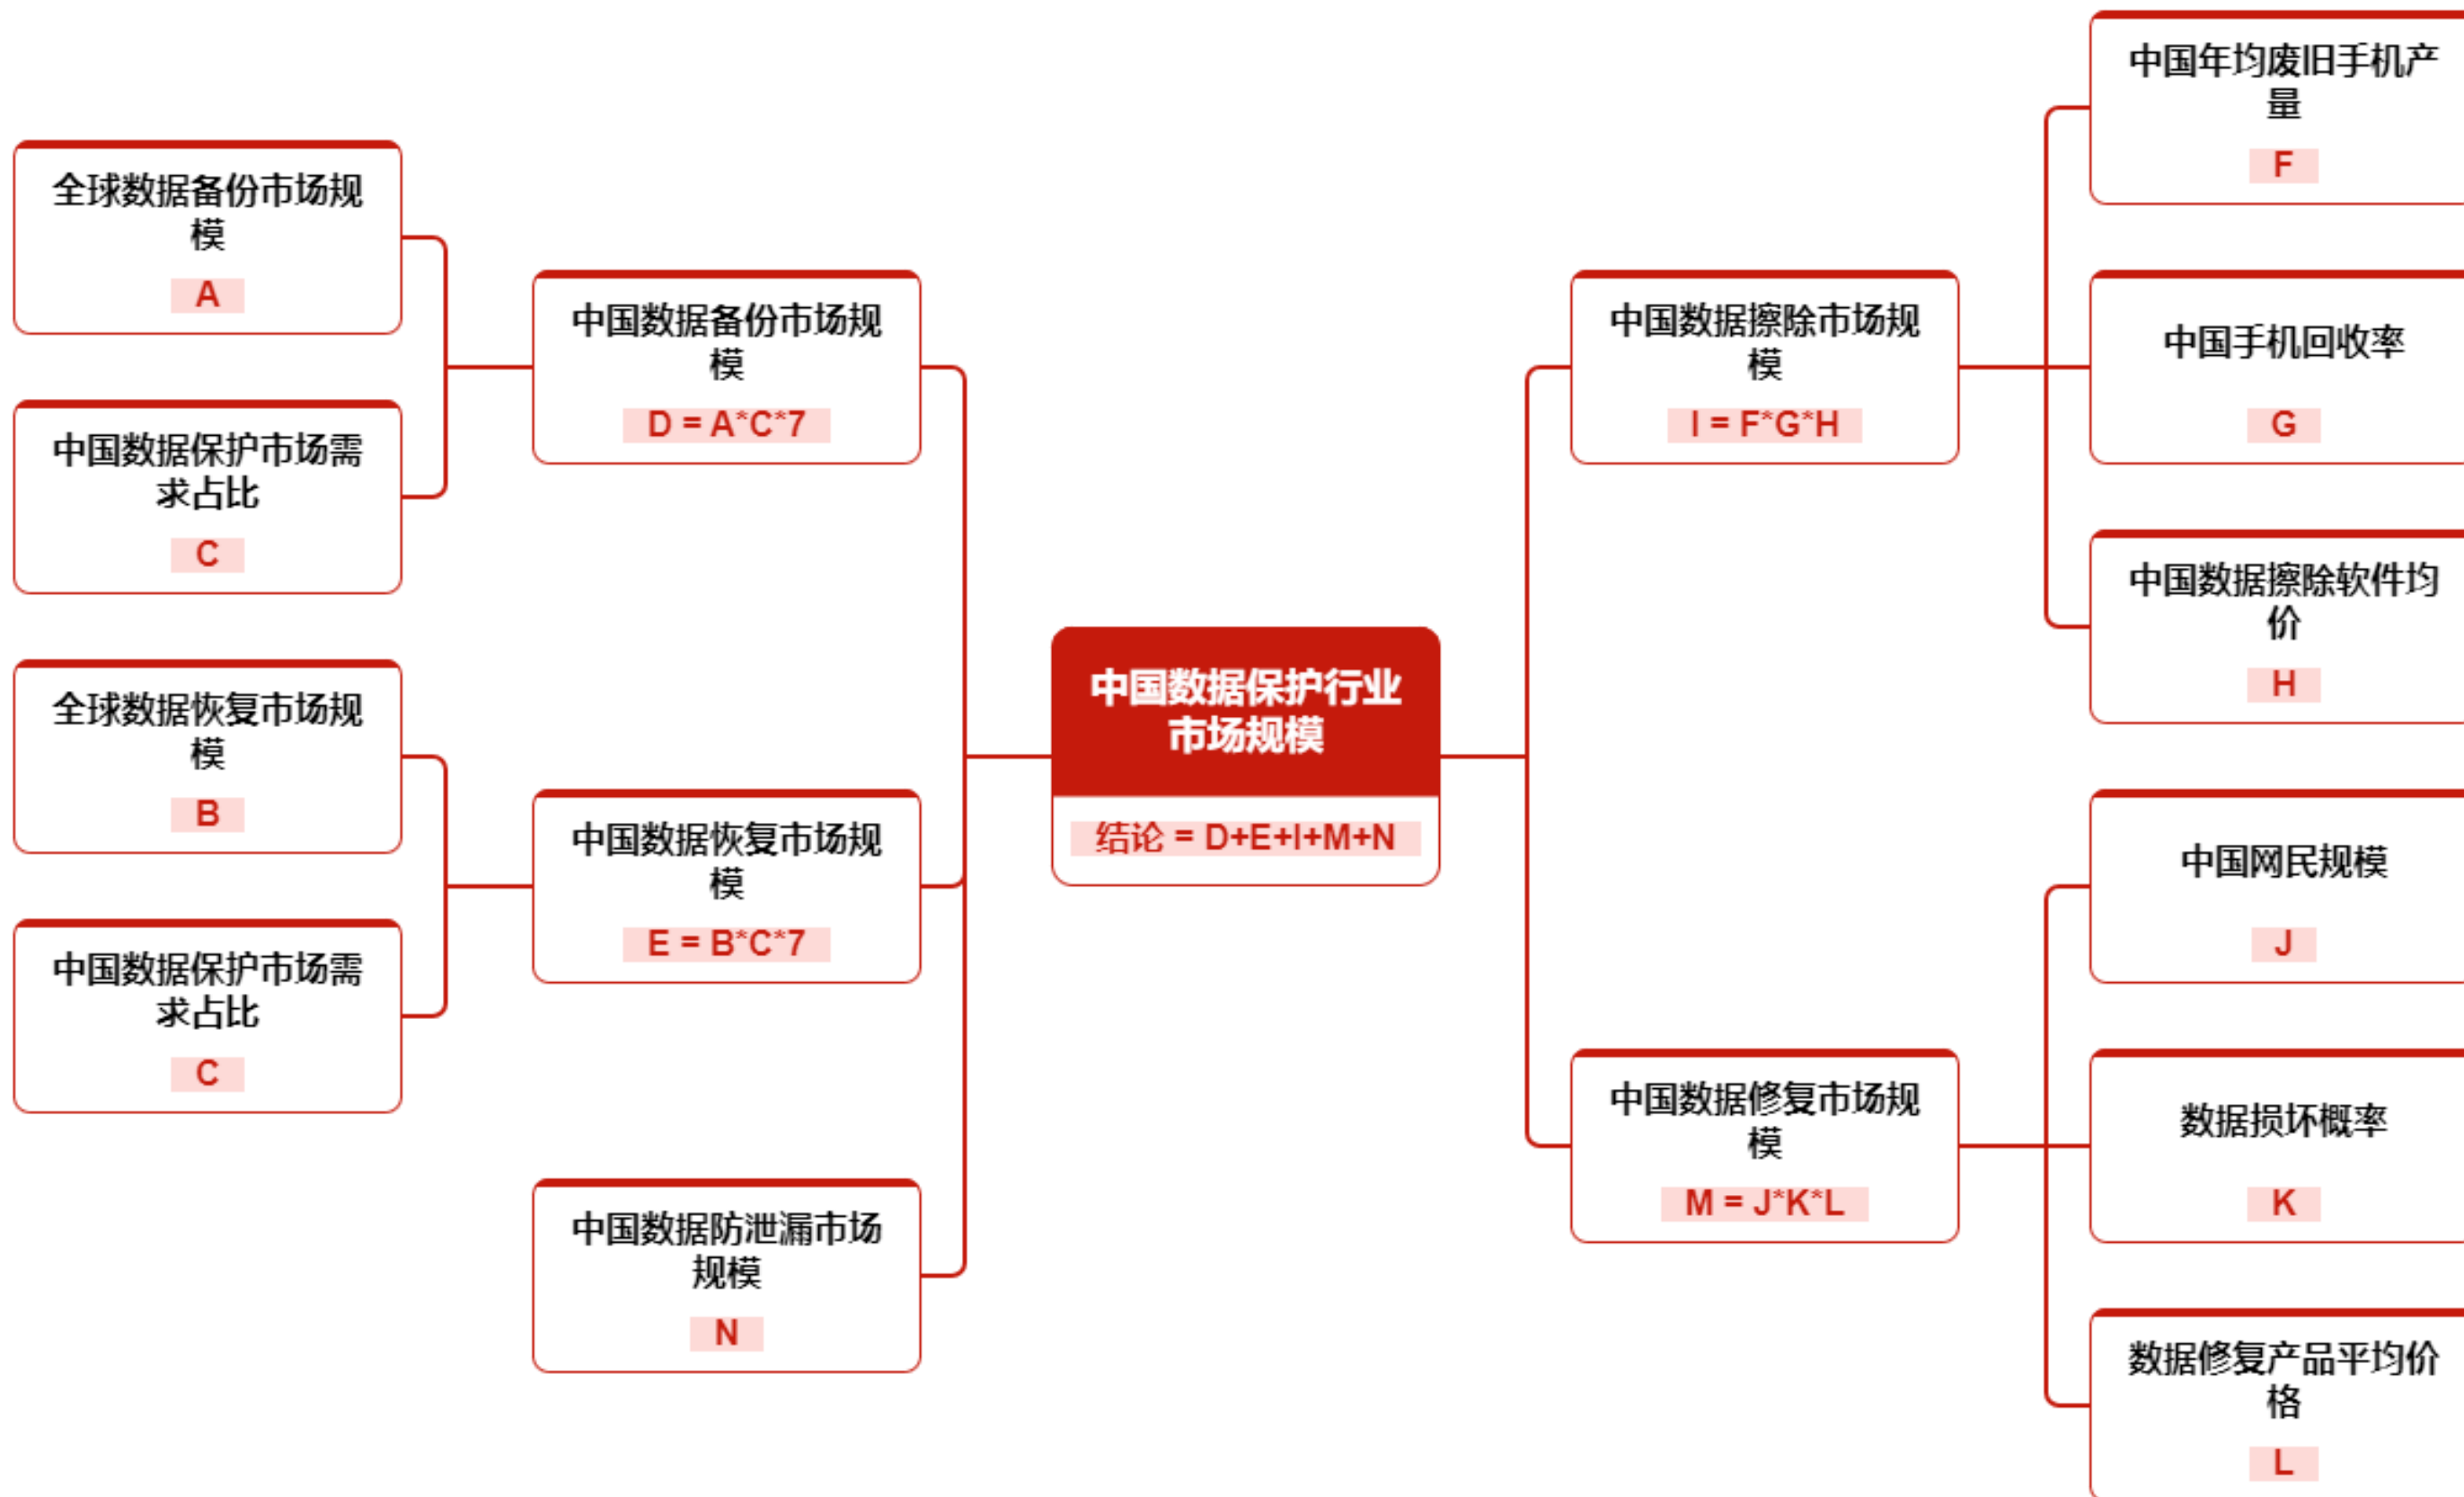 全球数据备份市场规
模
A
中国数据保护市场需
求占比
C
全球数据恢复市场规
模
B
中国数据保护市场需
求占比
C
中国数据备份市场规
模
D = A*C*7
中国数据恢复市场规
模
E = B*C*7
中国数据防泄漏市场
规模
N
中国数据保护行业
市场规模
结论 = D+E+I+M+N
中国数据擦除市场规
模
I = F*G*H
中国数据修复市场规
模
M = J*K*L
中国年均废旧手机产
量
F
中国手机回收率
G
中国数据擦除软件均
价
H
中国网民规模
J
数据损坏概率
K
数据修复产品平均价
格
L